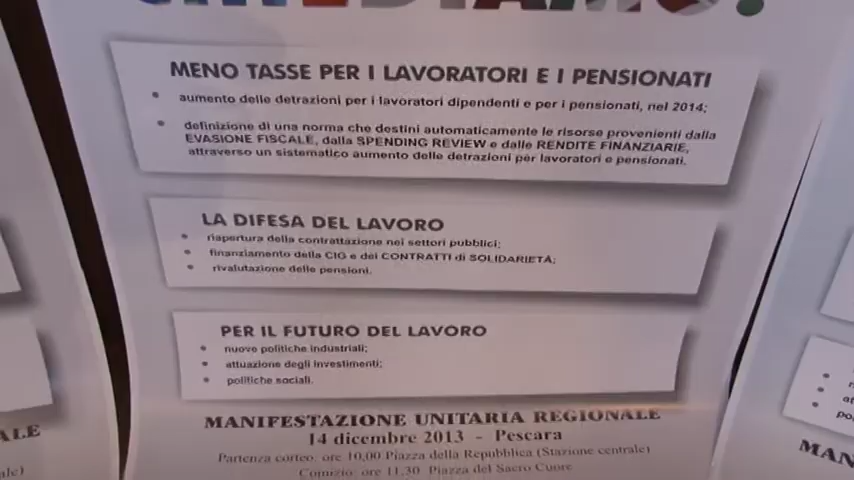 CHIEDIAMO:
MENO TASSE PER I LAVORATORI E I PENSIONATI
• aumento delle detrazioni per i lavoratori dipendenti e per i pensionati, nel 2014;
• definizione di una norma che destini automaticamente le risorse provenienti dalla
EVASIONE FISCALE, dalla SPENDING REVIEW e dalle RENDITE FINANZIARIE,
attraverso un sistematico aumento delle detrazioni per lavoratori e pensionati.
LA DIFESA DEL LAVORO
• riapertura della contrattazione nei settori pubblici;
• finanziamento della CIG e dei CONTRATTI di SOLIDARIETÀ;
• rivalutazione delle pensioni.
PER IL FUTURO DEL LAVORO
• nuove politiche industriali;
• attuazione degli investimenti;
• politiche sociali.
MANIFESTAZIONE UNITARIA REGIONALE
14 dicembre 2013 - Pescara
Partenza corteo: ore 10,00 Piazza della Repubblica (Stazione centrale)
Comizio: ore 11,30 Piazza del Sacro Cuore